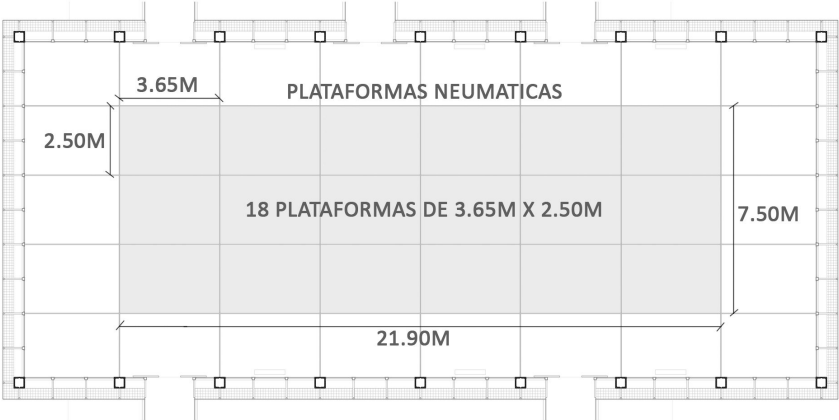 3.65M
PLATAFORMAS NEUMATICAS
2.50M
18 PLATAFORMAS DE 3.65M X 2.50M
7.50M
21.90M